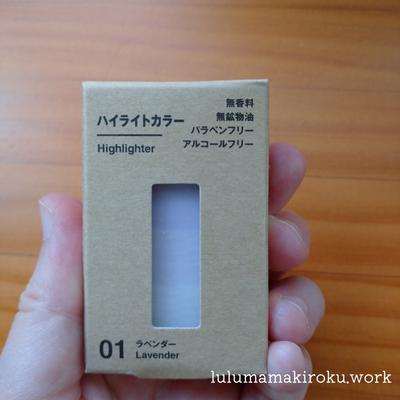 ハイライトカラー
Highlighter
無香料
無鉱物油
パラベンフリー
アルコールフリー
01 ラベンダー
Lavender
lulumamakiroku.work